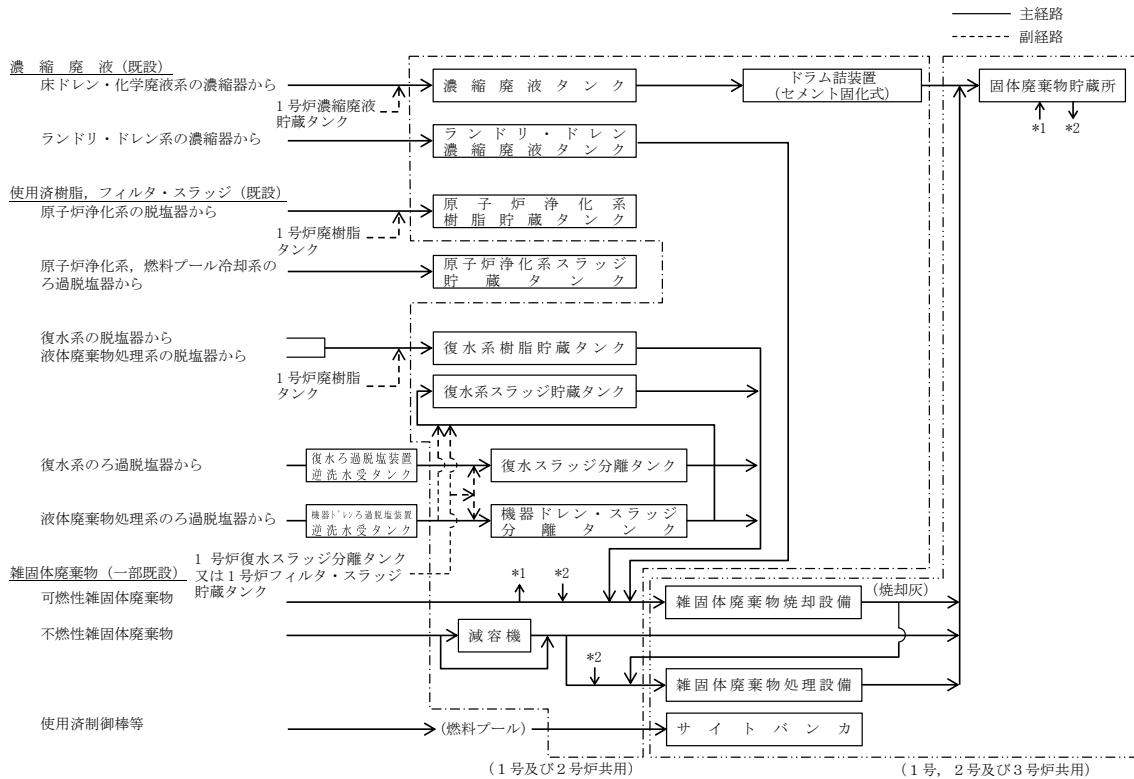 主経路
副経路
濃縮廃液（既設）
床ドレン・化学廃液系の濃縮器から
1号炉濃縮廃液
貯蔵タンク
濃縮廃液タンク
ドラム詰装置
（セメント固化式）
固体廃棄物貯蔵所
*1
*2
ランドリ・ドレン系の濃縮器から
ランドリ・ドレン
濃縮廃液タンク
使用済樹脂，フィルタ・スラッジ（既設）
原子炉浄化系の脱塩器から
1号炉廃樹脂
タンク
原子炉浄化系
樹脂貯蔵タンク
原子炉浄化系，燃料プール冷却系の
ろ過脱塩器から
原子炉浄化系スラッジ
貯蔵タンク
復水系の脱塩器から
液体廃棄物処理系の脱塩器から
1号炉廃樹脂
タンク
復水系樹脂貯蔵タンク
復水系スラッジ貯蔵タンク
復水系のろ過脱塩器から
復水ろ過脱塩装置
逆洗水受タンク
復水スラッジ分離タンク
液体廃棄物処理系のろ過脱塩器から
機器ドレンろ過脱塩装置
逆洗水受タンク
機器ドレン・スラッジ
分離タンク
1号炉復水スラッジ分離タンク
又は1号炉フィルタ・スラッジ
貯蔵タンク
雑固体廃棄物（一部既設）
可燃性雑固体廃棄物
*1
*2
雑固体廃棄物焼却設備
（焼却灰）
不燃性雑固体廃棄物
減容機
*2
雑固体廃棄物処理設備
使用済制御棒等
（燃料プール）
サイトバンカ
（1号及び2号炉共用）
（1号，2号及び3号炉共用）